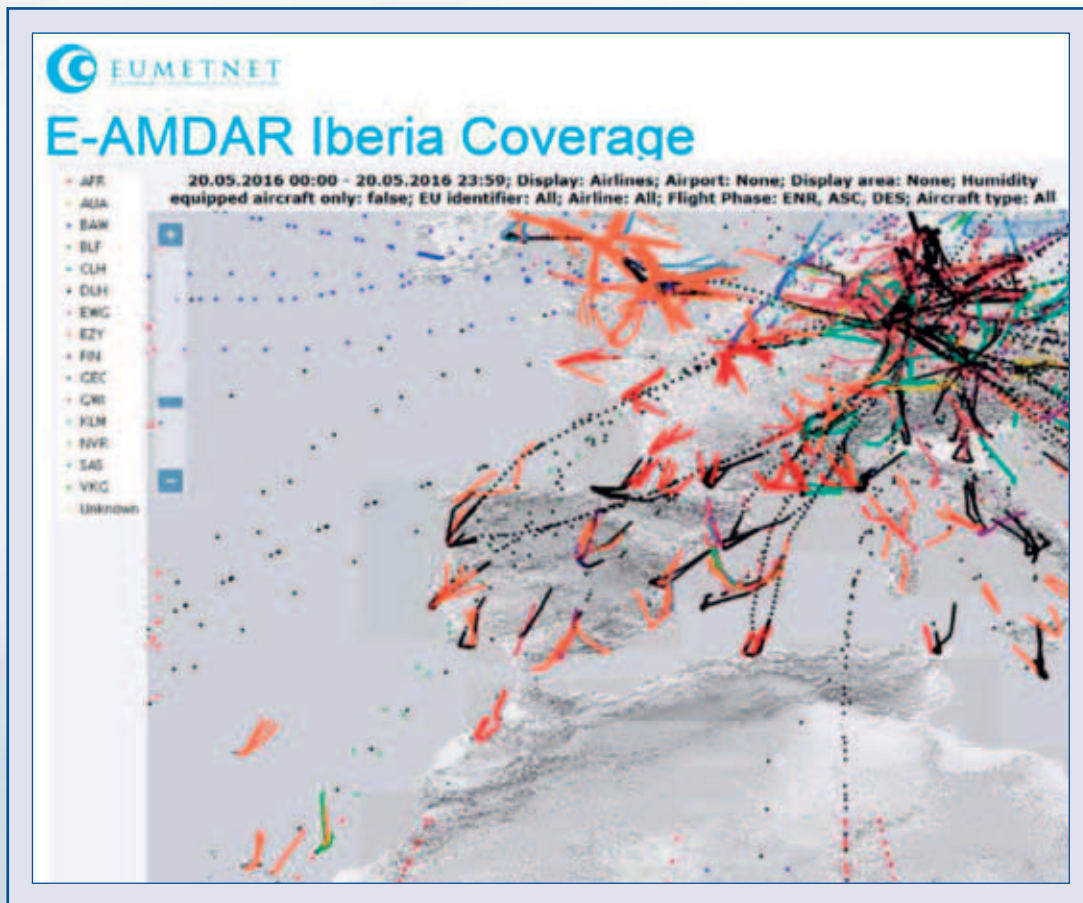 EUMETNET
E-AMDAR Iberia Coverage
20.05.2016 00:00 - 20.05.2016 23:59; Display: Airlines; Airport: None; Display area: None; Humidity
equipped aircraft only: false; EU identifier: All; Airline: All; Flight Phase: ENR, ASC, DES; Aircraft type: All
AFR
AUA
BAW
BLF
CLH
DLH
EWG
EZY
FIN
GEC
GWI
KLM
NVR
SAS
VKG
Unknown
+
−